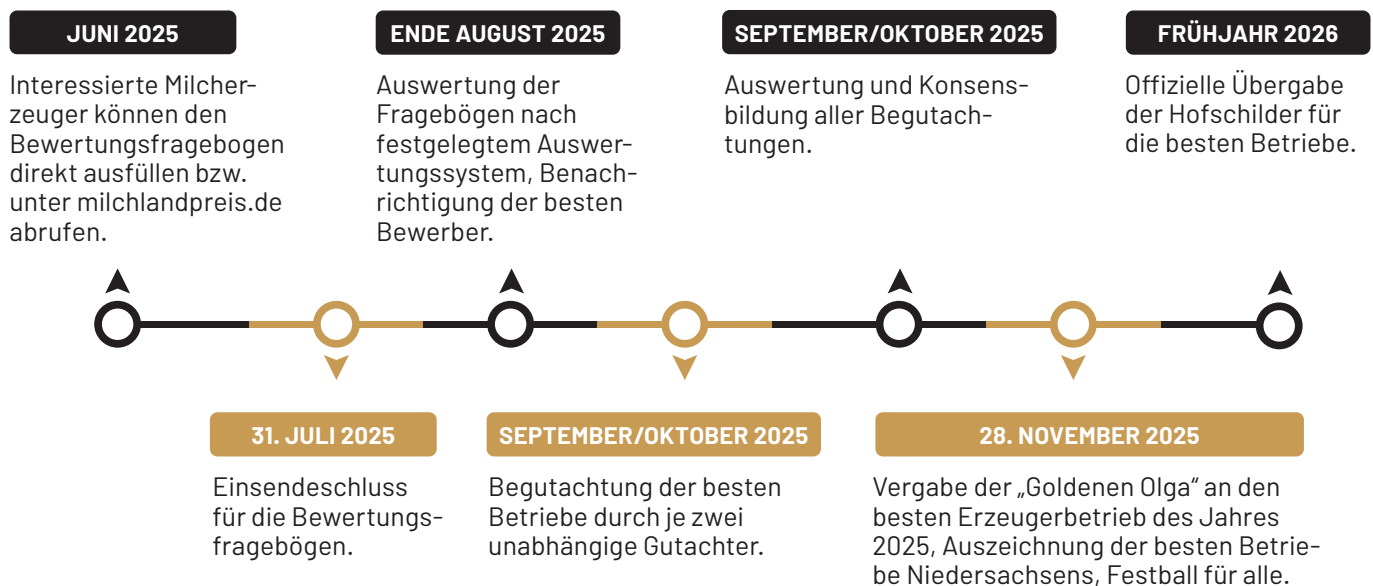 JUNI 2025
Interessierte Milcher-
zeuger können den
Bewertungsfragebogen
direkt ausfüllen bzw.
unter milchlandpreis.de
abrufen.
ENDE AUGUST 2025
Auswertung der
Fragebögen nach
festgelegtem Auswer-
tungssystem, Benach-
richtigung der besten
Bewerber.
SEPTEMBER/OKTOBER 2025
Auswertung und Konsens-
bildung aller Begutach-
tungen.
FRÜHJAHR 2026
Offizielle Übergabe
der Hofschilder für
die besten Betriebe.
31. JULI 2025
Einsendeschluss
für die Bewertungs-
fragebögen.
SEPTEMBER/OKTOBER 2025
Begutachtung der besten
Betriebe durch je zwei
unabhängige Gutachter.
28. NOVEMBER 2025
Vergabe der „Goldenen Olga“ an den
besten Erzeugerbetrieb des Jahres
2025, Auszeichnung der besten Betrie-
be Niedersachsens, Festball für alle.